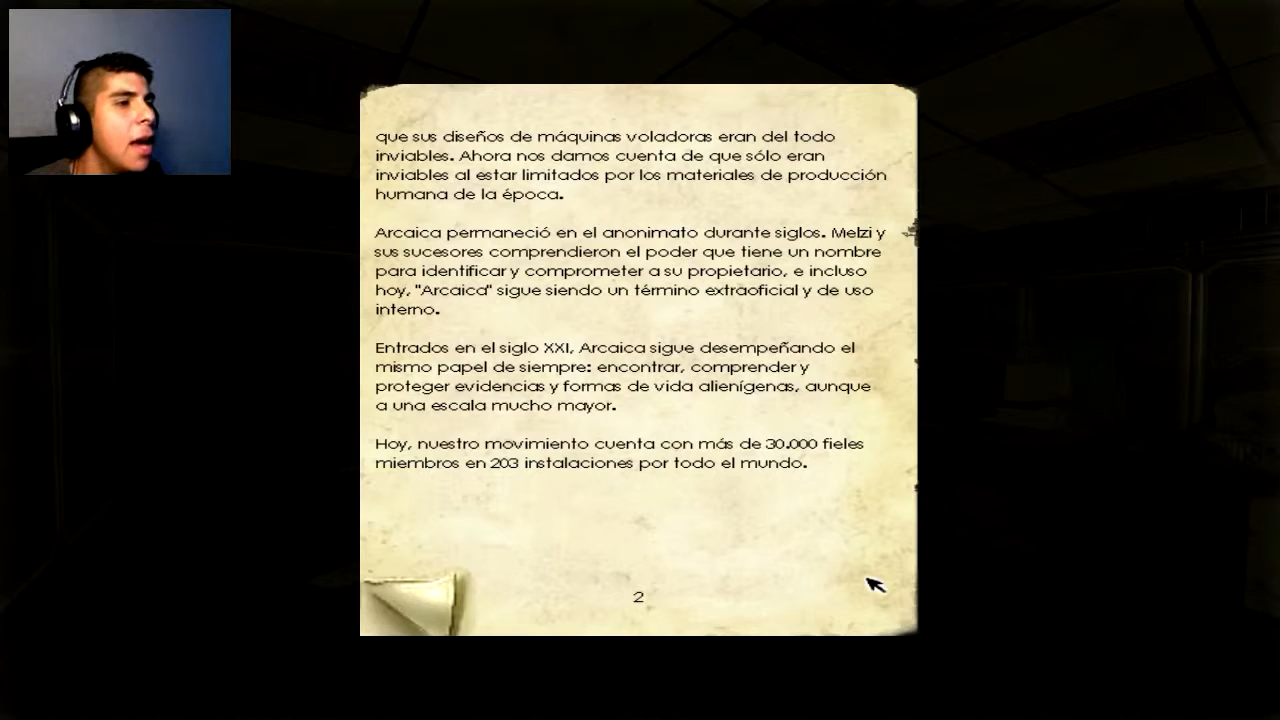 que sus diseños de máquinas voladoras eran del todo
inviables. Ahora nos damos cuenta de que sólo eran
inviables al estar limitados por los materiales de producción
humana de la época.
Arcaica permaneció en el anonimato durante siglos. Melzi y
sus sucesores comprendieron el poder que tiene un nombre
para identificar y comprometer a su propietario, e incluso
hoy, "Arcaica" sigue siendo un término extraoficial y de uso
interno.
Entrados en el siglo XXI, Arcaica sigue desempeñando el
mismo papel de siempre: encontrar, comprender y
proteger evidencias y formas de vida alienígenas, aunque
a una escala mucho mayor.
Hoy, nuestro movimiento cuenta con más de 30.000 fieles
miembros en 203 instalaciones por todo el mundo.
2